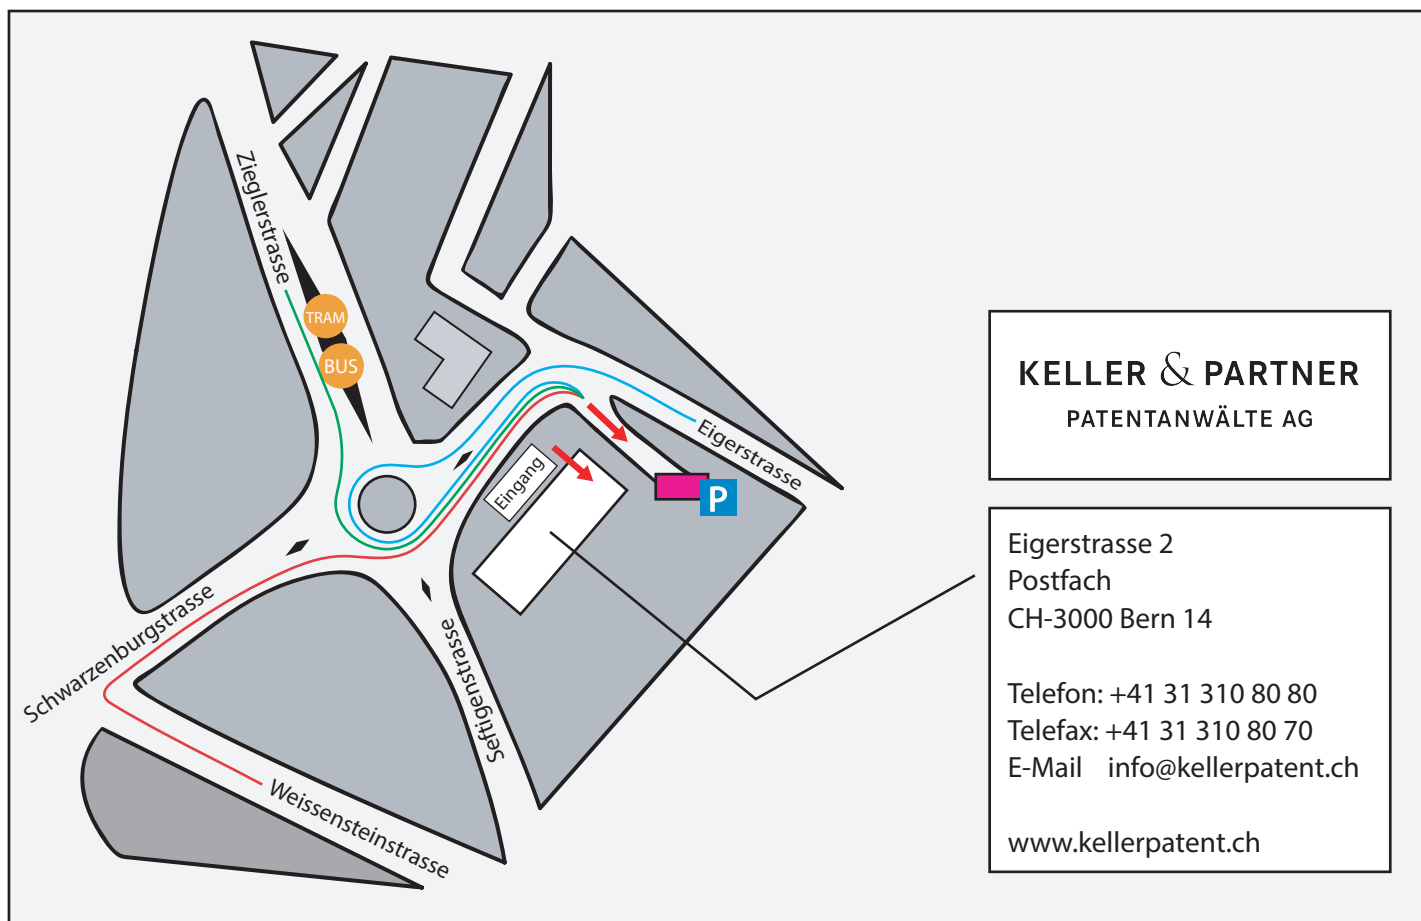 Zieglerstrasse
TRAM
BUS
Eigerstrasse
Eingang
P
Schwarzenburgstrasse
Seftigenstrasse
Weissensteinstrasse
KELLER & PARTNER
PATENTANWÄLTE AG
Eigerstrasse 2
Postfach
CH-3000 Bern 14
Telefon: +41 31 310 80 80
Telefax: +41 31 310 80 70
E-Mail info@kellerpatent.ch
www.kellerpatent.ch